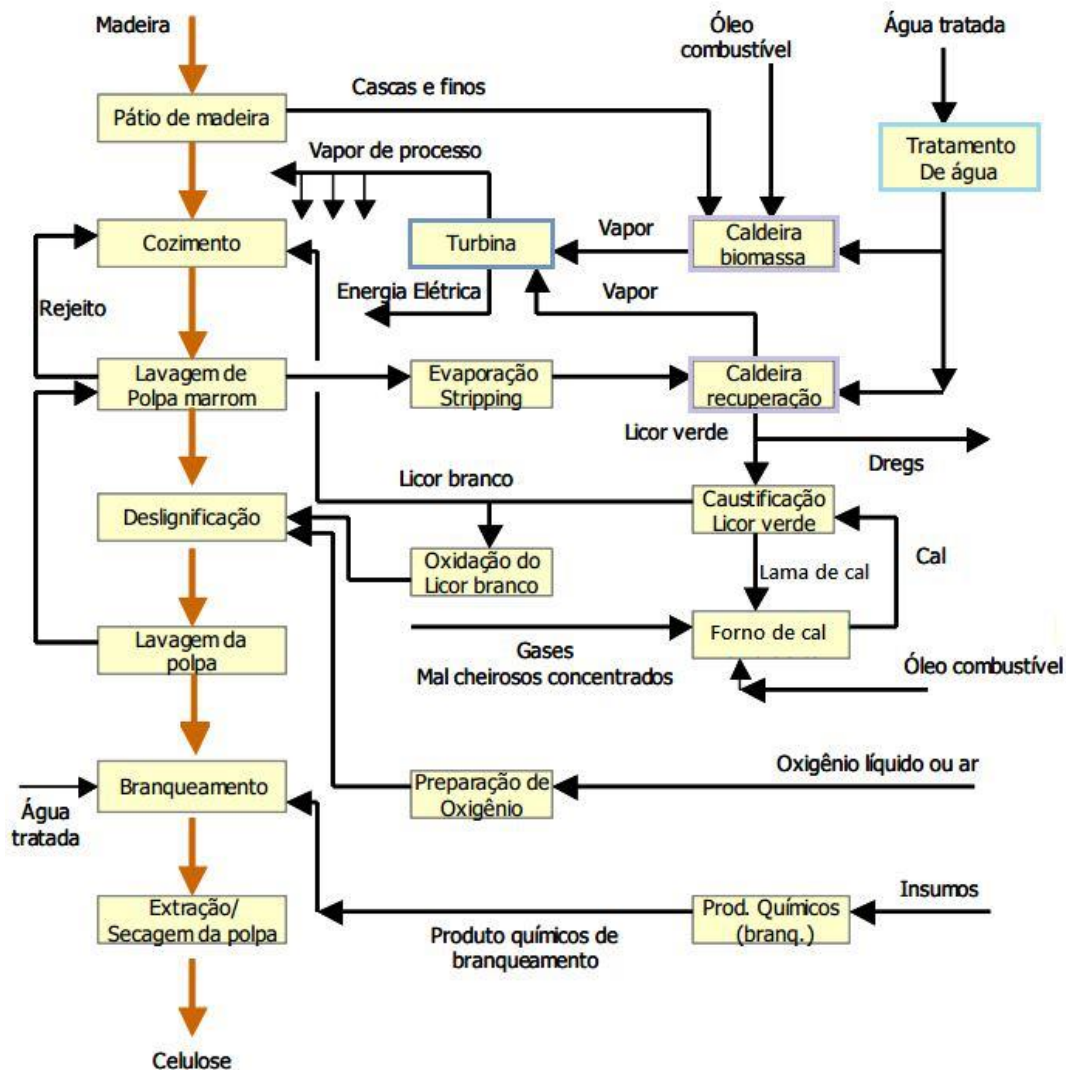 Madeira
Óleo
combustível
Água tratada
Cascas e finos
Pátio de madeira
Tratamento
De água
Vapor de processo
Cozimento
Turbina
Vapor
Caldeira
biomassa
Energia Elétrica
Vapor
Rejeito
Lavagem de
Polpa marrom
Evaporação
Stripping
Caldeira
recuperação
Licor verde
Dregs
Licor branco
Caustificação
Licor verde
Deslignificação
Oxidação do
Licor branco
Cal
Lama de cal
Lavagem da
polpa
Forno de cal
Gases
Mal cheirosos concentrados
Óleo combustível
Branqueamento
Preparação de
Oxigênio
Oxigênio líquido ou ar
Água
tratada
Extração/
Secagem da polpa
Prod. Químicos
(branq.)
Insumos
Produto químicos de
branqueamento
Celulose